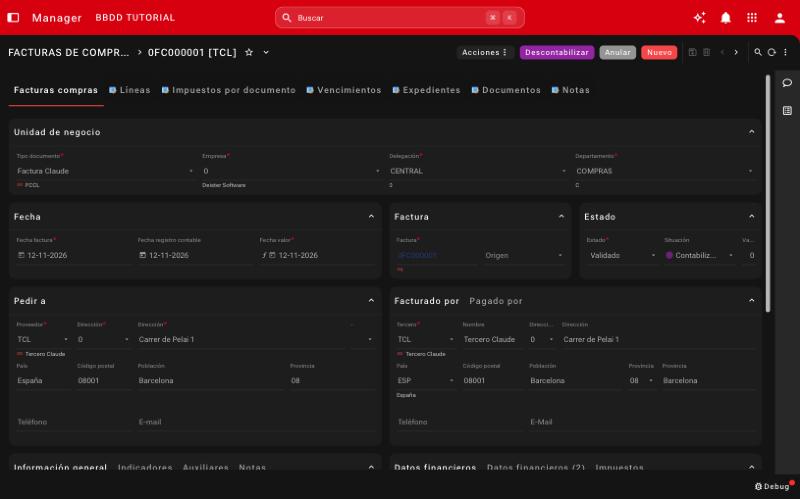 Manager BBDD TUTORIAL Buscar ⌘ K
FACTURAS DE COMPR... > 0FC000001 [TCL] Acciones Descontabilizar Anular Nuevo
Facturas compras Líneas Impuestos por documento Vencimientos Expedientes Documentos Notas
Unidad de negocio
Tipo documento* Empresa* Delegación* Departamento*
Factura Claude 0 CENTRAL COMPRAS
PCCL Deister Software 0 C
Fecha Factura Estado
Fecha factura* Fecha registro contable Fecha valor* Factura* Estado* Situación Va...
12-11-2026 12-11-2026 12-11-2026 0FC000001 Origen Validado Contabiliz... 0
Pedir a Facturado por Pagado por
Proveedor* Dirección* Dirección* Tercero* Nombre Direcci... Dirección
TCL 0 Carrer de Pelai 1 TCL Tercero Claude 0 Carrer de Pelai 1
Tercero Claude Tercero Claude
País Código postal Población Provincia País Código postal Población Provincia Provincia
España 08001 Barcelona 08 ESP 08001 Barcelona 08 Barcelona
España
Teléfono E-mail Teléfono E-Mail
Información general Indicadores Auxiliares Notas Datos financieros Datos financieros (2) Impuestos
Debug